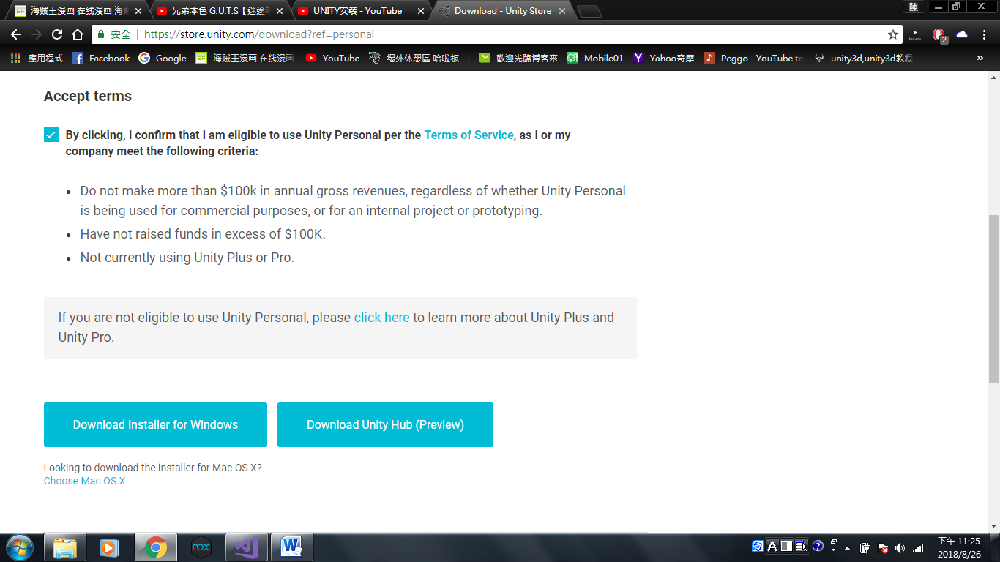 海賊王漫画 在线漫画 海賊
兄弟本色 G.U.T.S【迷途
UNITY安裝 - YouTube
Download - Unity Store
陳
安全
https://store.unity.com/download?ref=personal
No ads
2
應用程式
Facebook
Google
海賊王漫画 在线漫画
YouTube
場外休憩區 哈啦板 -
歡迎光臨博客來
Mobile01
Yahoo奇摩
Peggo - YouTube to
unity3d,unity3d教程
»
Accept terms
By clicking, I confirm that I am eligible to use Unity Personal per the Terms of Service, as I or my
company meet the following criteria:
• Do not make more than $100k in annual gross revenues, regardless of whether Unity Personal
is being used for commercial purposes, or for an internal project or prototyping.
• Have not raised funds in excess of $100K.
• Not currently using Unity Plus or Pro.
If you are not eligible to use Unity Personal, please click here to learn more about Unity Plus and
Unity Pro.
Download Installer for Windows
Download Unity Hub (Preview)
Looking to download the installer for Mac OS X?
Choose Mac OS X
nox
A
下午 11:25
2018/8/26